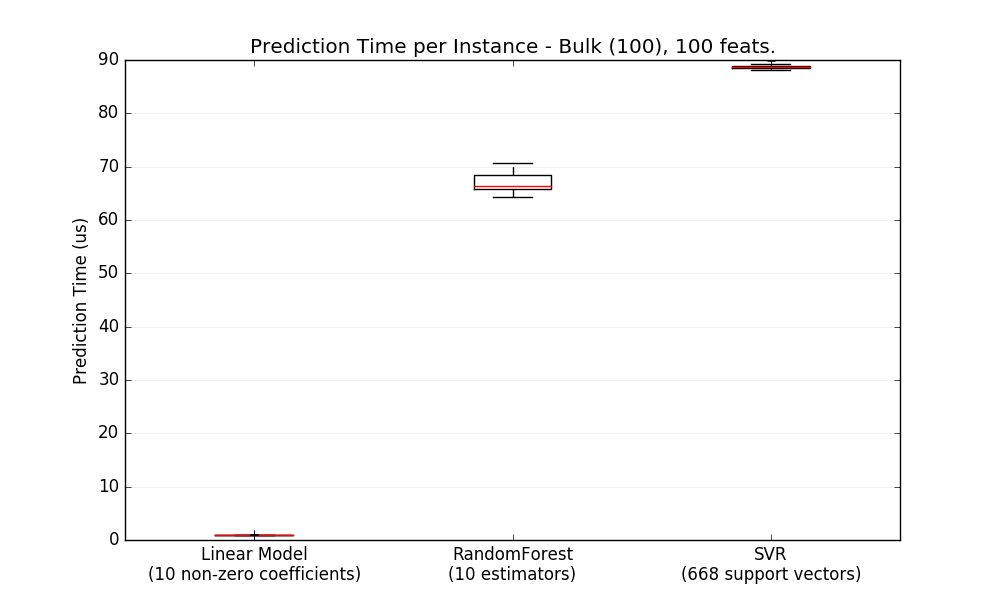 Prediction Time per Instance - Bulk (100), 100 feats.
90
80
70
60
50
40
30
20
10
0
Prediction Time (us)
Linear Model
(10 non-zero coefficients)
RandomForest
(10 estimators)
SVR
(668 support vectors)